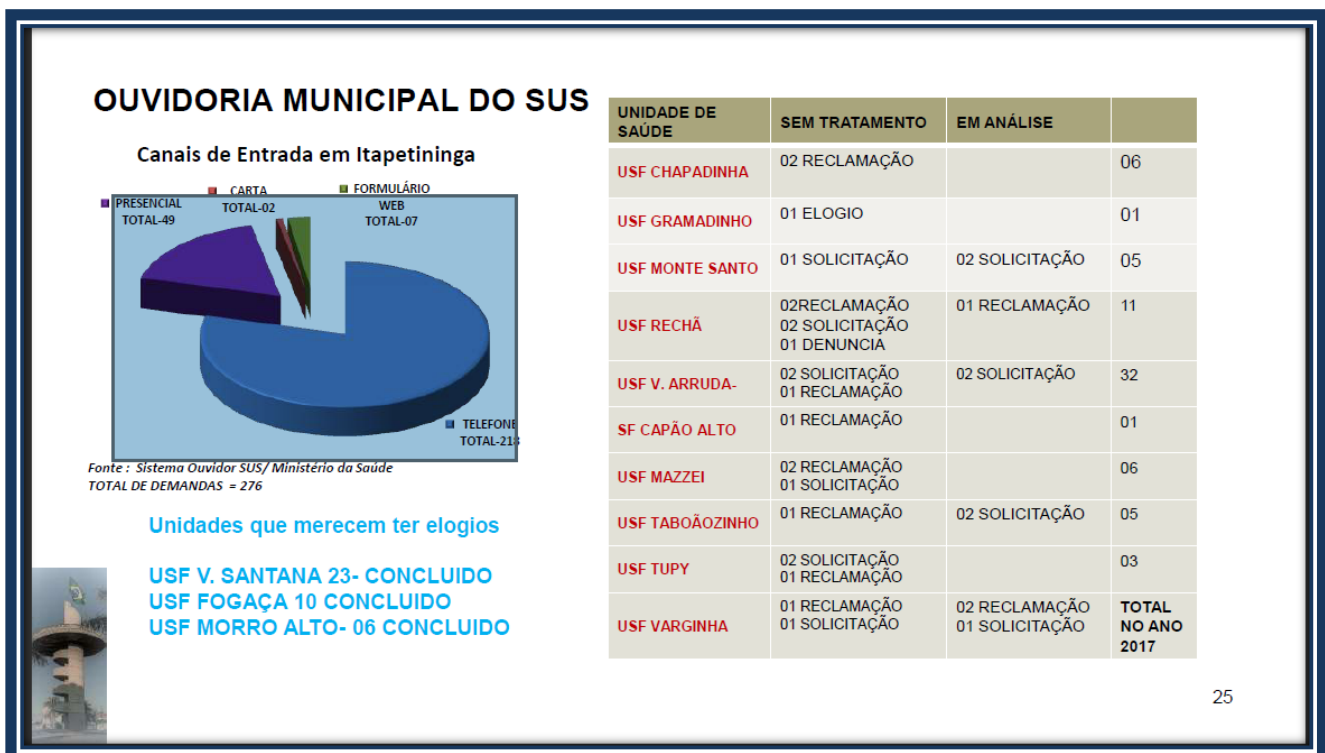 OUVIDORIA MUNICIPAL DO SUS
Canais de Entrada em Itapetininga
PRESENCIAL
TOTAL-49
CARTA
TOTAL-02
FORMULÁRIO
WEB
TOTAL-07
TELEFONE
TOTAL-218
Fonte : Sistema Ouvidor SUS/ Ministério da Saúde
TOTAL DE DEMANDAS = 276
Unidades que merecem ter elogios
USF V. SANTANA 23- CONCLUIDO
USF FOGAÇA 10 CONCLUIDO
USF MORRO ALTO- 06 CONCLUIDO
UNIDADE DE
SAÚDE
SEM TRATAMENTO
EM ANÁLISE
USF CHAPADINHA
02 RECLAMAÇÃO
06
USF GRAMADINHO
01 ELOGIO
01
USF MONTE SANTO
01 SOLICITAÇÃO
02 SOLICITAÇÃO
05
USF RECHÃ
02RECLAMAÇÃO
02 SOLICITAÇÃO
01 DENUNCIA
01 RECLAMAÇÃO
11
USF V. ARRUDA-
02 SOLICITAÇÃO
01 RECLAMAÇÃO
02 SOLICITAÇÃO
32
SF CAPÃO ALTO
01 RECLAMAÇÃO
01
USF MAZZEI
02 RECLAMAÇÃO
01 SOLICITAÇÃO
06
USF TABOÃOZINHO
01 RECLAMAÇÃO
02 SOLICITAÇÃO
05
USF TUPY
02 SOLICITAÇÃO
01 RECLAMAÇÃO
03
USF VARGINHA
01 RECLAMAÇÃO
01 SOLICITAÇÃO
02 RECLAMAÇÃO
01 SOLICITAÇÃO
TOTAL
NO ANO
2017
25